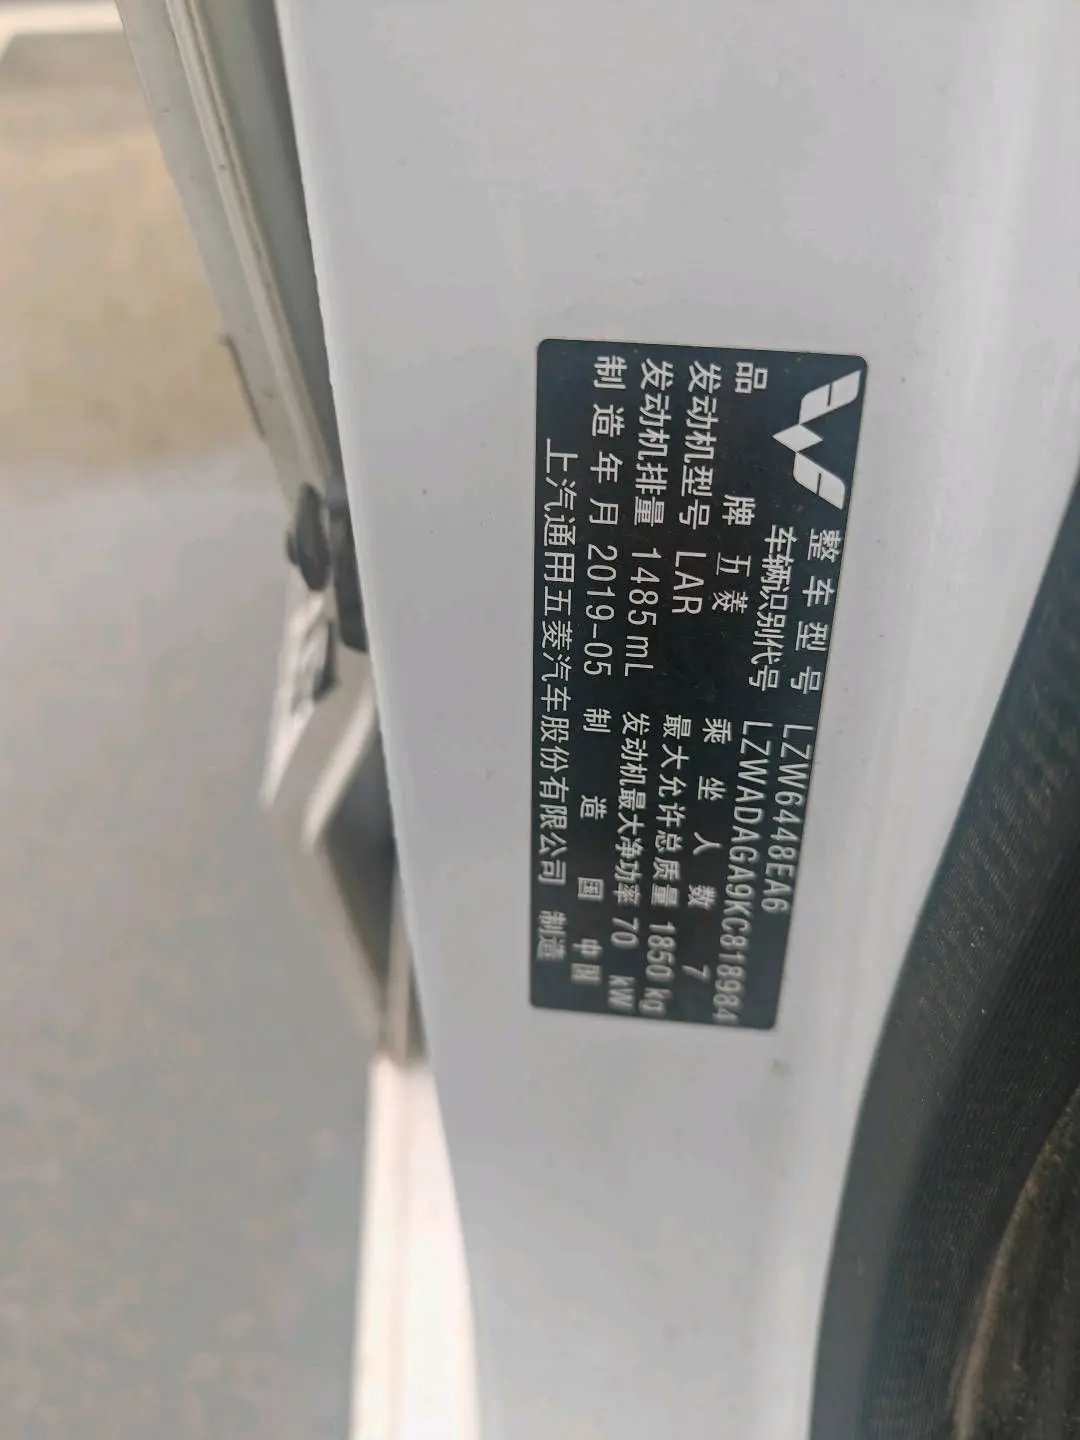 整车型号 LZW6448EA6
车辆识别代号 LZWADAGA9KC818984
品牌 五菱 乘坐人数 7
发动机型号 LAR 最大允许总质量 1850 kg
发动机排量 1485 mL 发动机最大净功率 70 kW
制造年月 2019-05 制造国 中国
上汽通用五菱汽车股份有限公司 制造